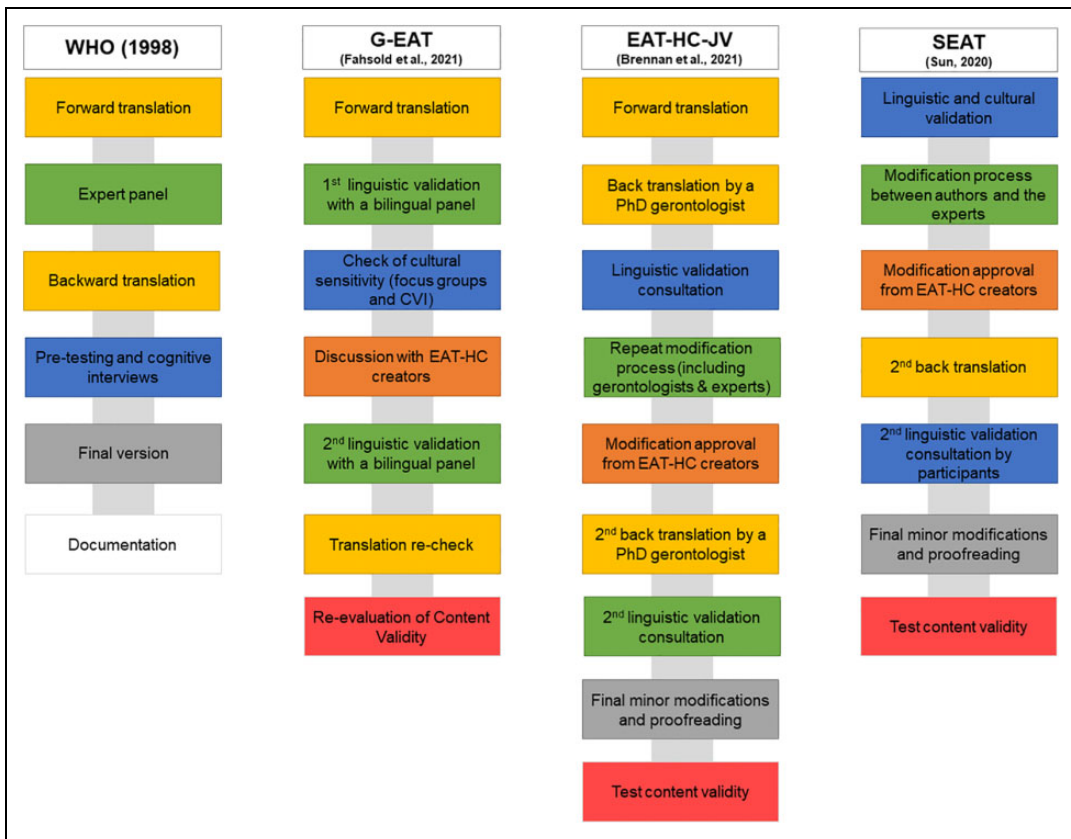 WHO (1998)
Forward translation
Expert panel
Backward translation
Pre-testing and cognitive
interviews
Final version
Documentation
G-EAT
(Fahsold et al., 2021)
Forward translation
1st linguistic validation
with a bilingual panel
Check of cultural
sensitivity (focus groups
and CVI)
Discussion with EAT-HC
creators
2nd linguistic validation
with a bilingual panel
Translation re-check
Re-evaluation of Content
Validity
EAT-HC-JV
(Brennan et al., 2021)
Forward translation
Back translation by a
PhD gerontologist
Linguistic validation
consultation
Repeat modification
process (including
gerontologists & experts)
Modification approval
from EAT-HC creators
2nd back translation by a
PhD gerontologist
2nd linguistic validation
consultation
Final minor modifications
and proofreading
Test content validity
SEAT
(Sun, 2020)
Linguistic and cultural
validation
Modification process
between authors and the
experts
Modification approval
from EAT-HC creators
2nd back translation
2nd linguistic validation
consultation by
participants
Final minor modifications
and proofreading
Test content validity